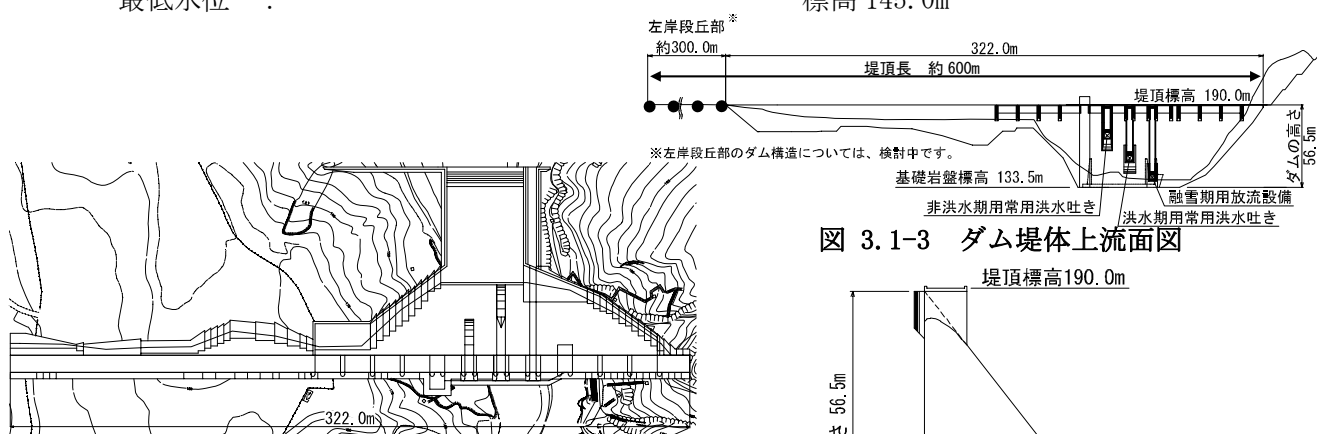 最低水位 :
標高 145.0m
左岸段丘部※
約300.0m
322.0m
堤頂長 約 600m
堤頂標高 190.0m
ダムの高さ
56.5m
※左岸段丘部のダム構造については、検討中です。
基礎岩盤標高 133.5m
融雪期用放流設備
非洪水期用常用洪水吐き
洪水期用常用洪水吐き
図 3.1-3 ダム堤体上流面図
堤頂標高190.0m
さ 56.5m
322.0m